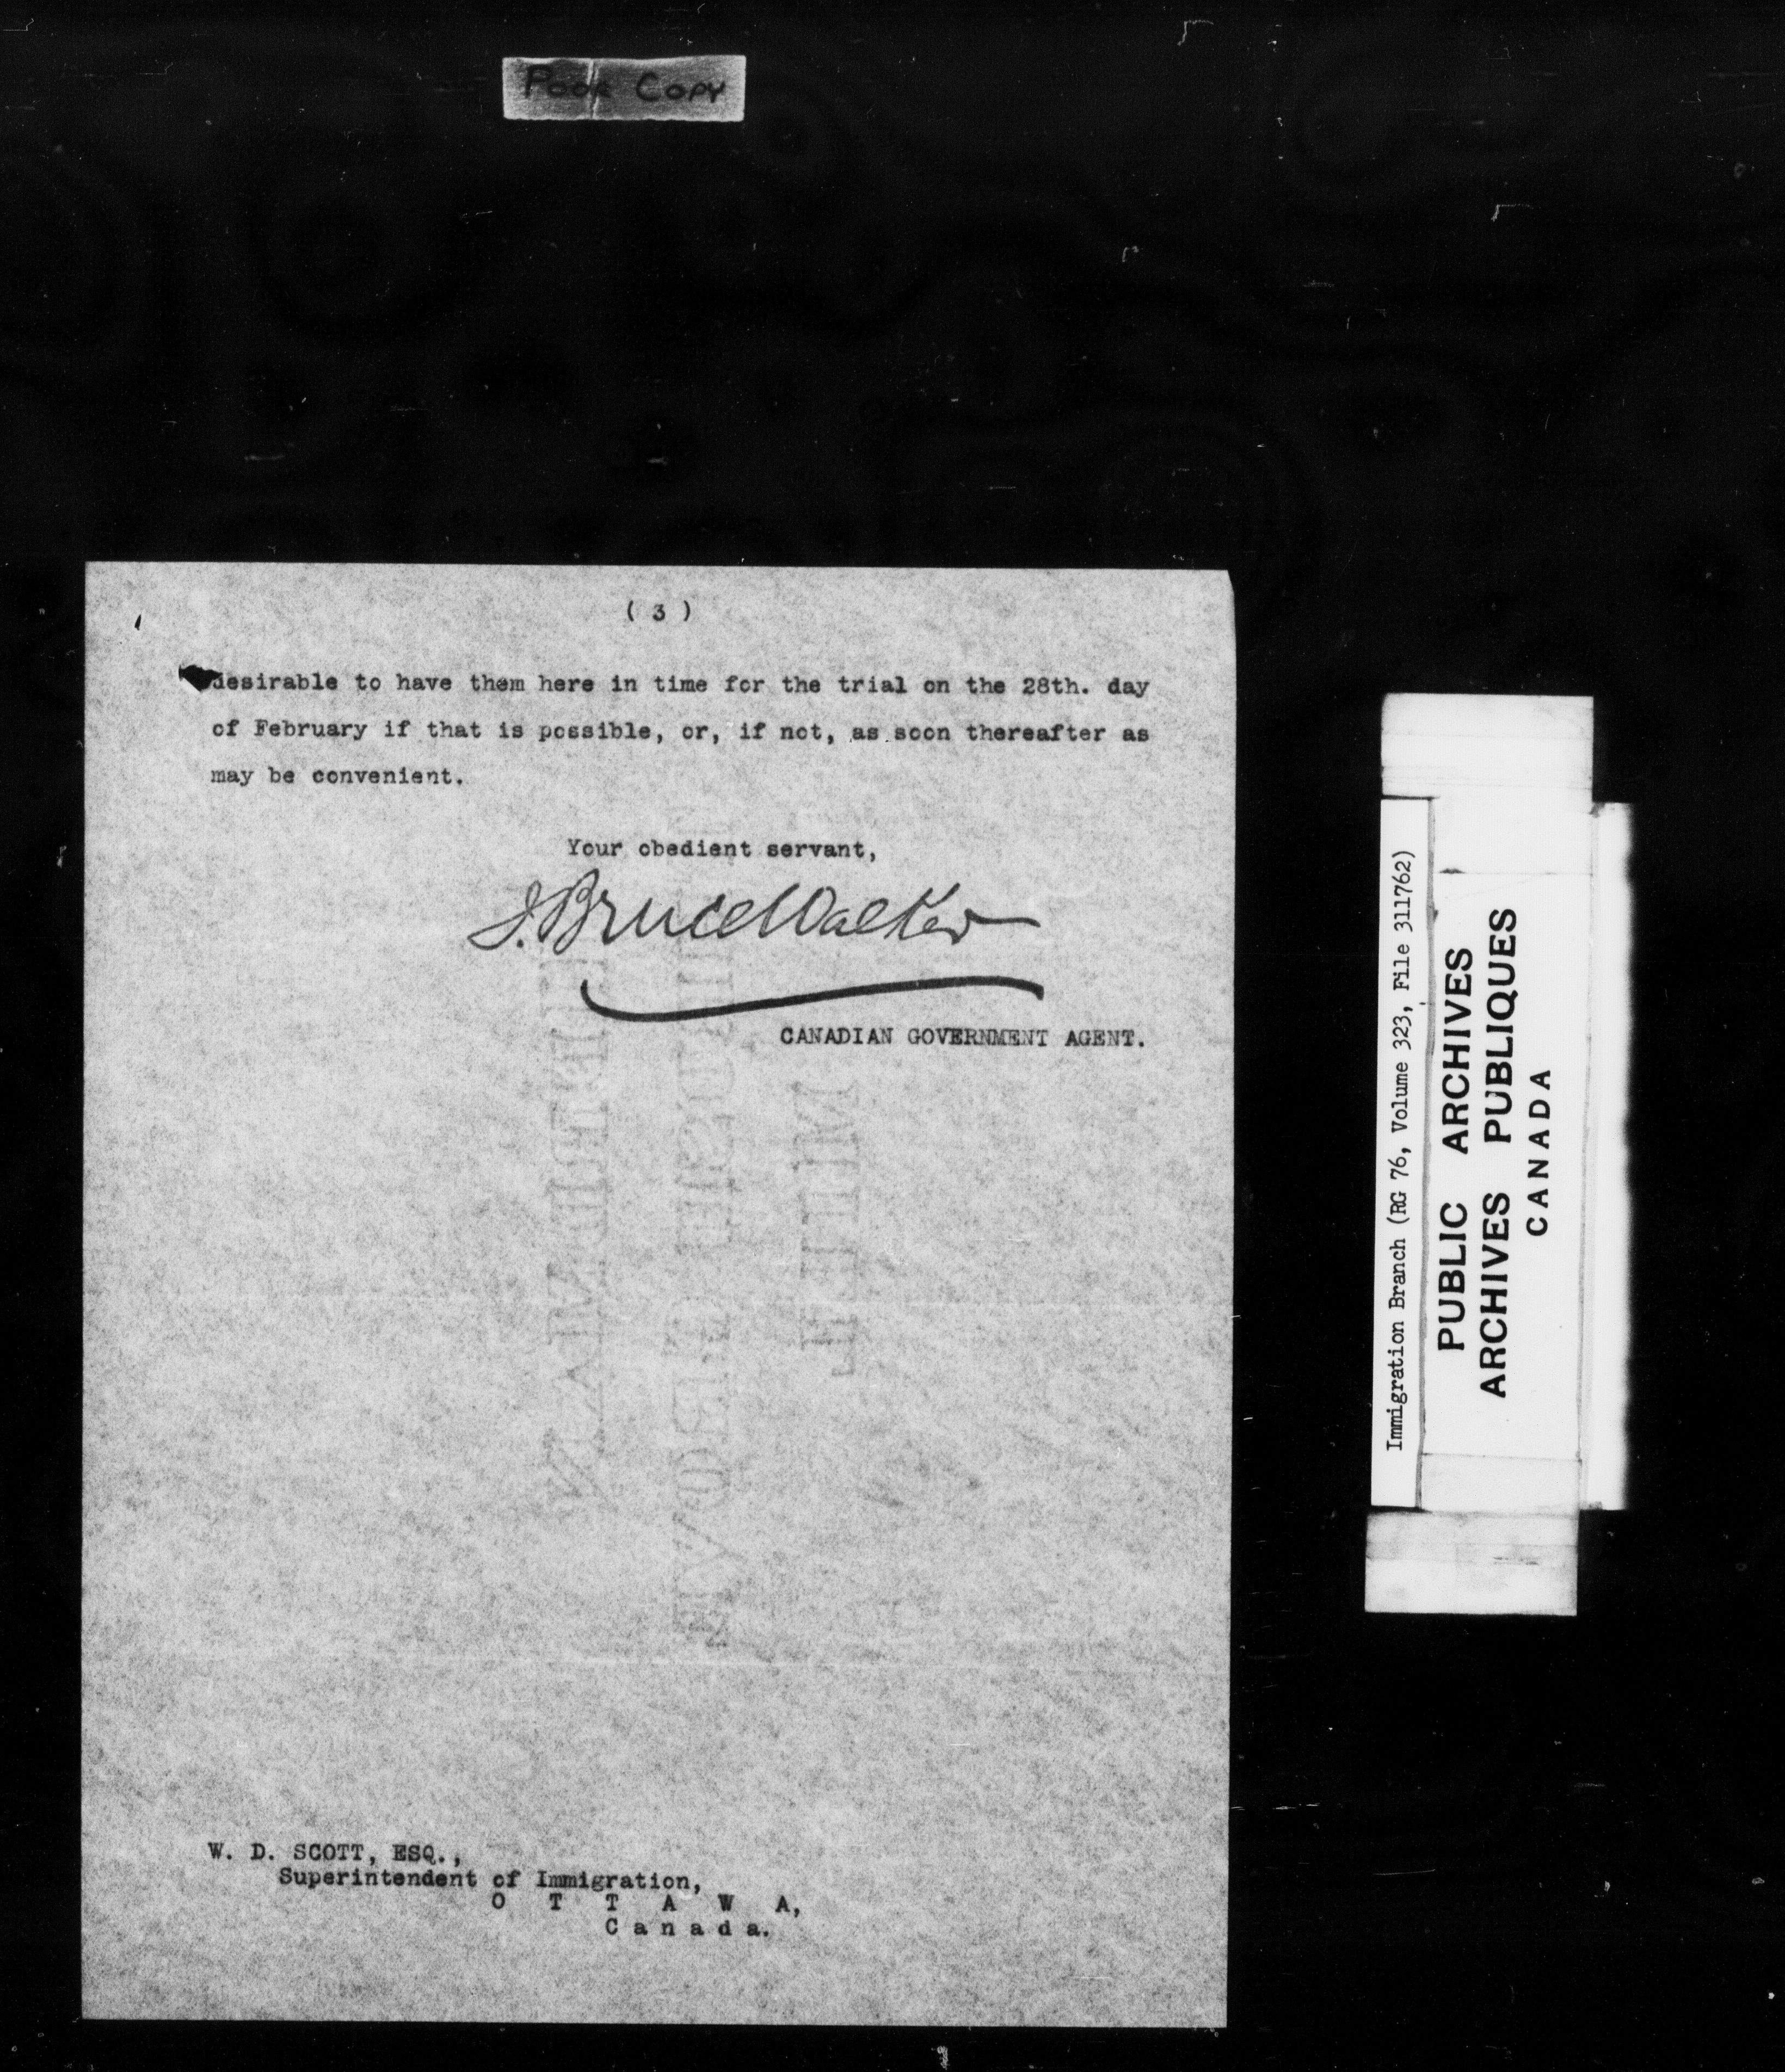 Poor Copy
( 3 )
desirable to have them here in time for the trial on the 28th. day
of February if that is possible, or, if not, as soon thereafter as
may be convenient.
Your obedient servant,
J. Bruce Walker
CANADIAN GOVERNMENT AGENT.
W. D. SCOTT, ESQ.,
Superintendent of Immigration,
O T T A W A,
C a n a d a.
Immigration Branch (RG 76, Volume 323, File 311762)
PUBLIC ARCHIVES
ARCHIVES PUBLIQUES
CANADA